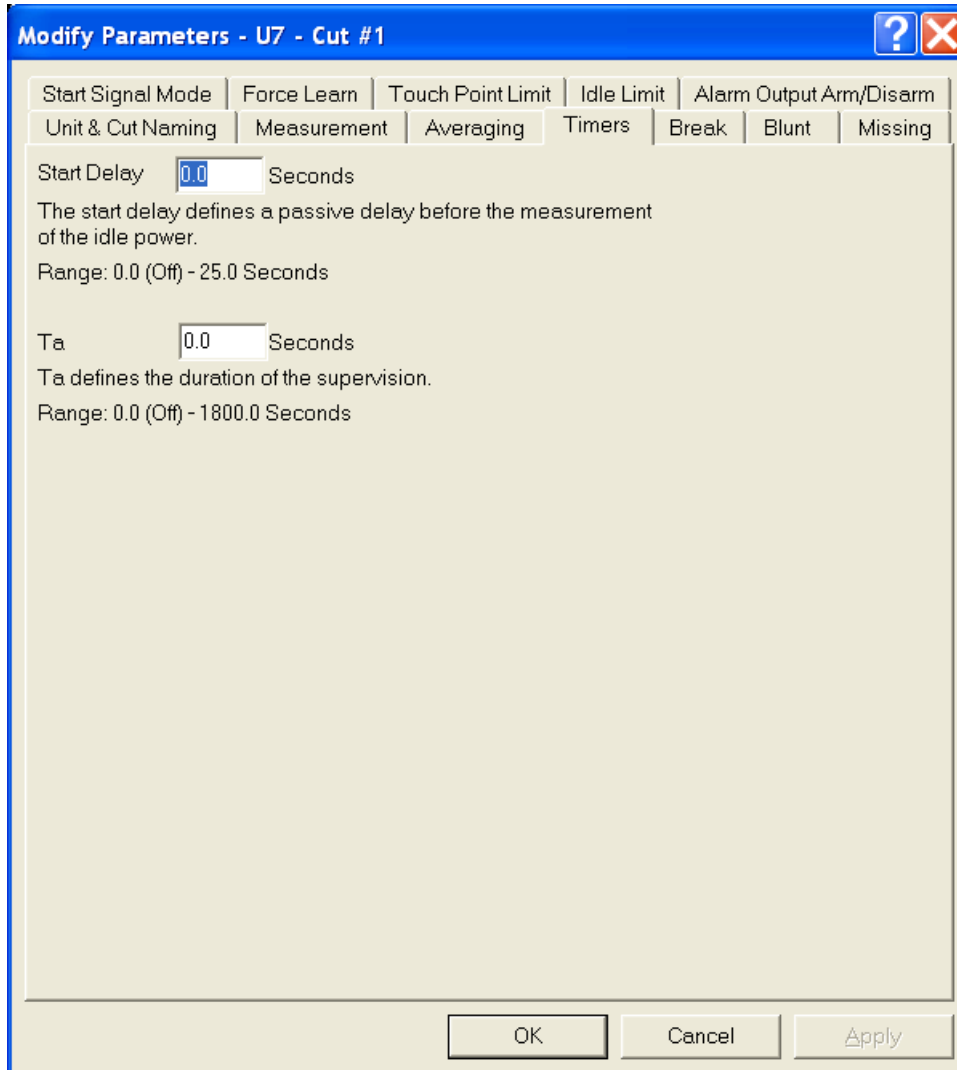 Modify Parameters - U7 - Cut #1
Start Signal Mode Force Learn Touch Point Limit Idle Limit Alarm Output Arm/Disarm
Unit & Cut Naming Measurement Averaging Timers Break Blunt Missing
Start Delay 0.0 Seconds
The start delay defines a passive delay before the measurement
of the idle power.
Range: 0.0 (Off) - 25.0 Seconds
Ta 0.0 Seconds
Ta defines the duration of the supervision.
Range: 0.0 (Off) - 1800.0 Seconds
OK Cancel Apply